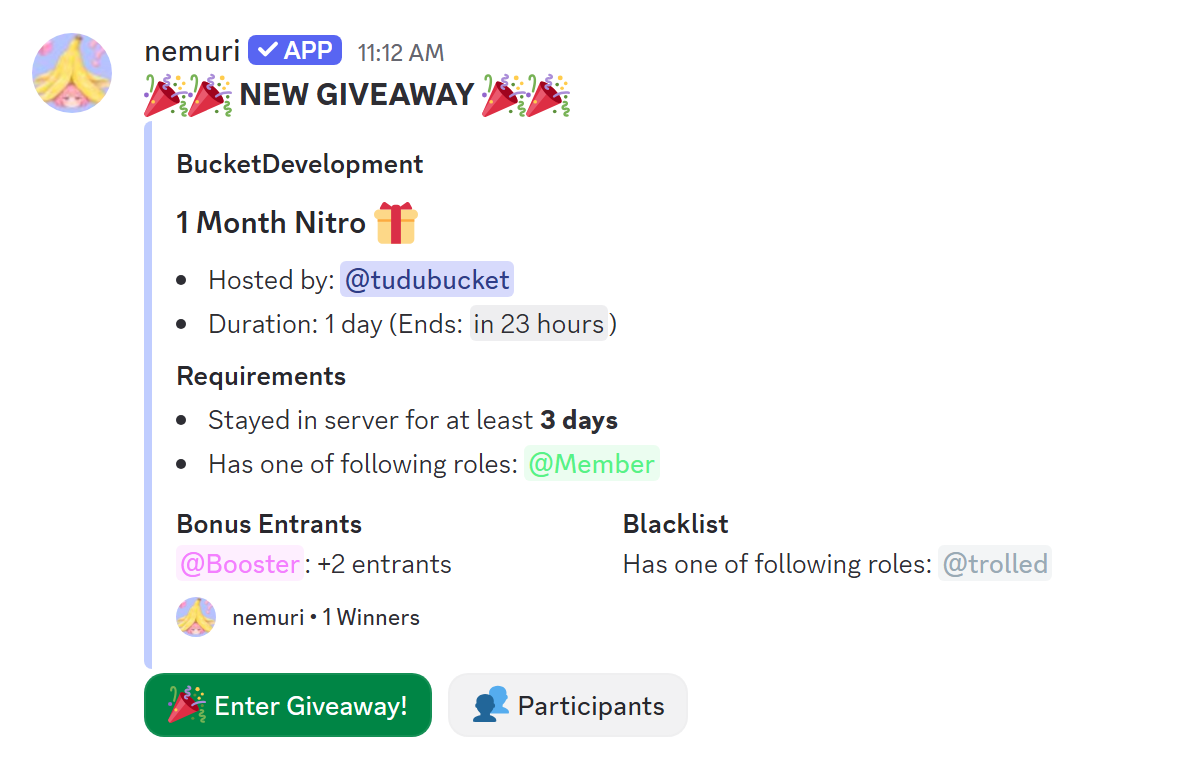 nemuri APP 11:12 AM
🎉🎉 NEW GIVEAWAY 🎉🎉
BucketDevelopment
1 Month Nitro 🎁
• Hosted by: @tudubucket
• Duration: 1 day (Ends: in 23 hours)
Requirements
• Stayed in server for at least 3 days
• Has one of following roles: @Member
Bonus Entrants
@Booster: +2 entrants
Blacklist
Has one of following roles: @trolled
nemuri • 1 Winners
🎉 Enter Giveaway!
👥 Participants